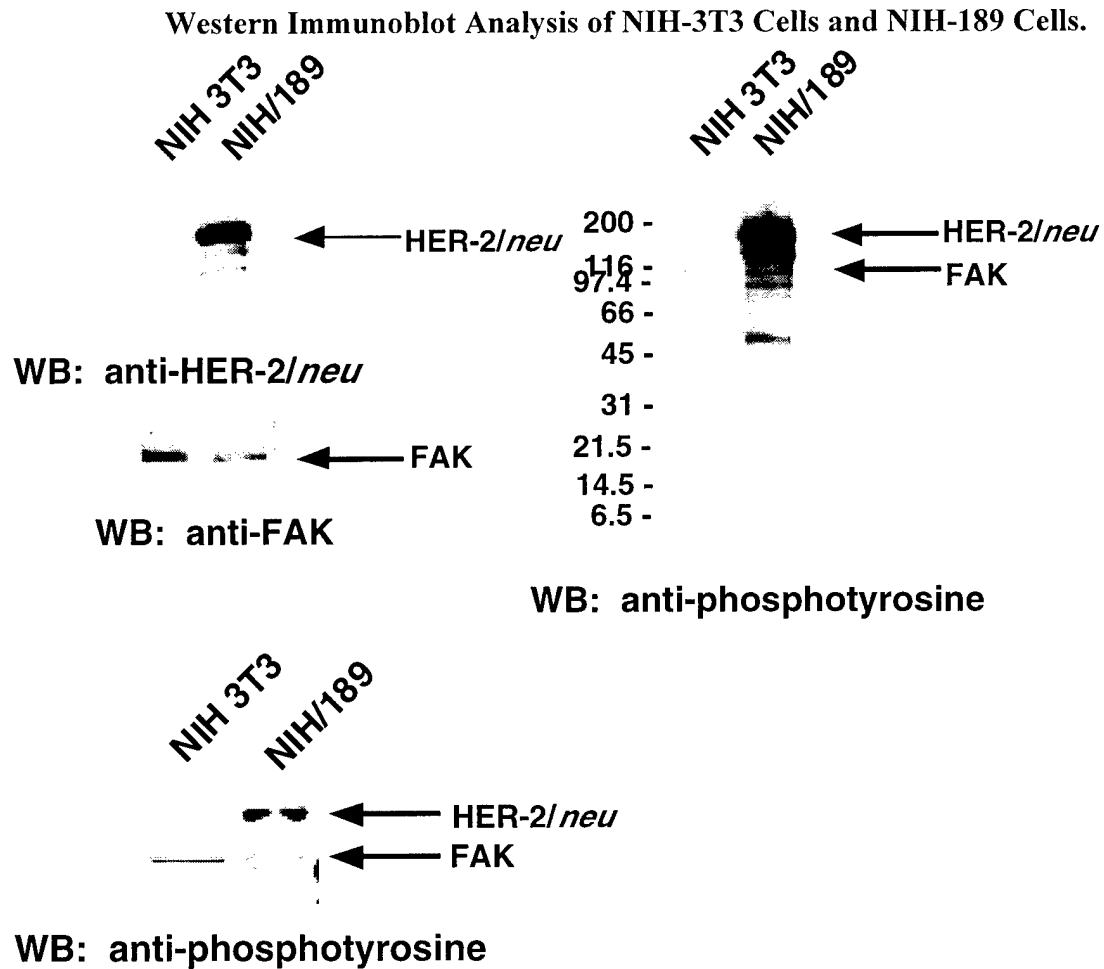 Western Immunoblot Analysis of NIH-3T3 Cells and NIH-189 Cells.
NIH 3T3
NIH/189
HER-2/neu
WB: anti-HER-2/neu
FAK
WB: anti-FAK
NIH 3T3
NIH/189
200 -
116 -
97.4 -
66 -
45 -
31 -
21.5 -
14.5 -
6.5 -
HER-2/neu
FAK
WB: anti-phosphotyrosine
NIH 3T3
NIH/189
HER-2/neu
FAK
WB: anti-phosphotyrosine